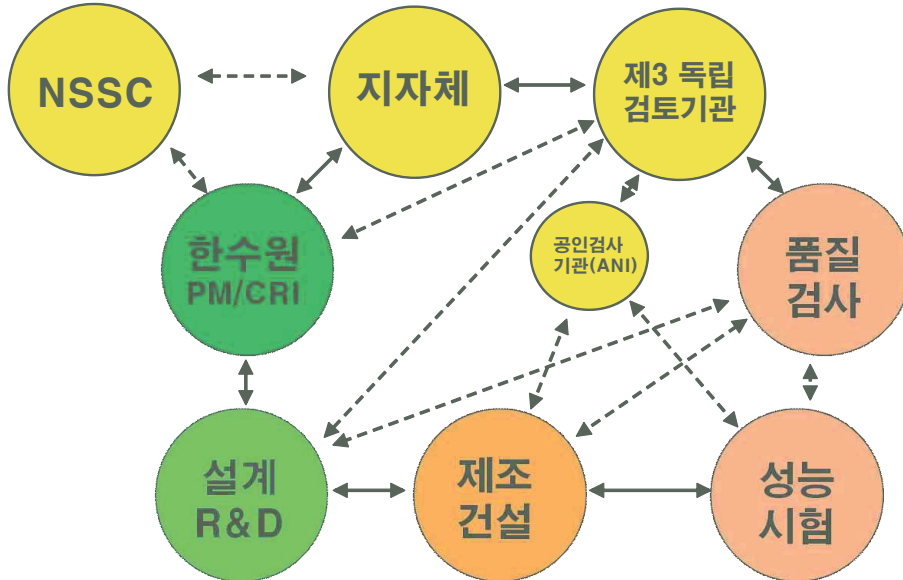 NSSC
지자체
제3 독립
검토기관
한수원
PM/CRI
공인검사
기관(ANI)
품질
검사
설계
R&D
제조
건설
성능
시험